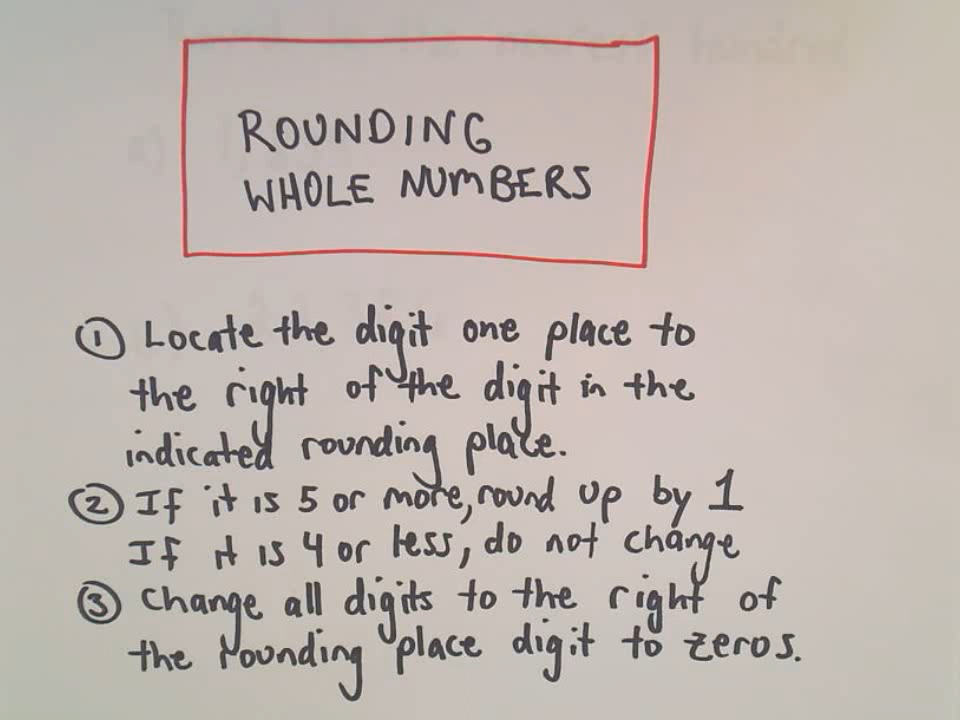 ROUNDING
WHOLE NUMBERS
① Locate the digit one place to
the right of the digit in the
indicated rounding place.
② If it is 5 or more, round up by 1
If it is 4 or less, do not change
③ Change all digits to the right of
the rounding place digit to zeros.